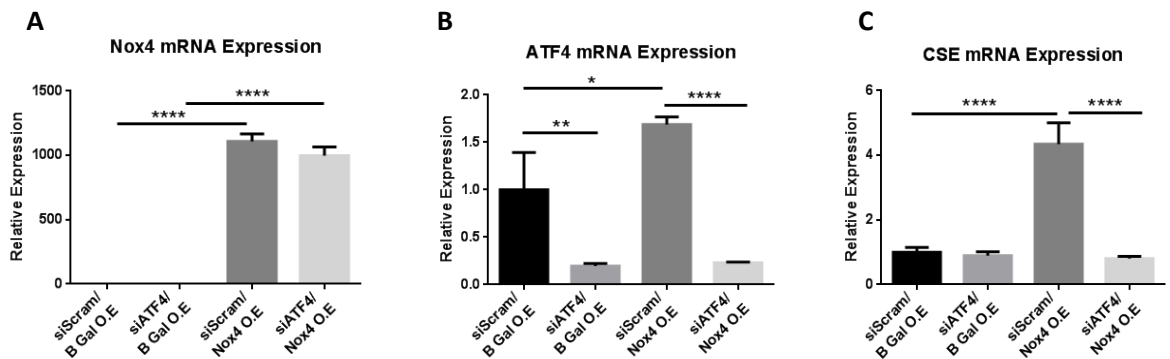 A
Nox4 mRNA Expression
Relative Expression
1500
1000
500
0
****
****
siScram/
B Gal O.E
siATF4/
B Gal O.E
siScram/
Nox4 O.E
siATF4/
Nox4 O.E
B
ATF4 mRNA Expression
Relative Expression
2.0
1.5
1.0
0.5
0.0
*
****
**
siScram/
B Gal O.E
siATF4/
B Gal O.E
siScram/
Nox4 O.E
siATF4/
Nox4 O.E
C
CSE mRNA Expression
Relative Expression
6
4
2
0
****
****
siScram/
B Gal O.E
siATF4/
B Gal O.E
siScram/
Nox4 O.E
siATF4/
Nox4 O.E